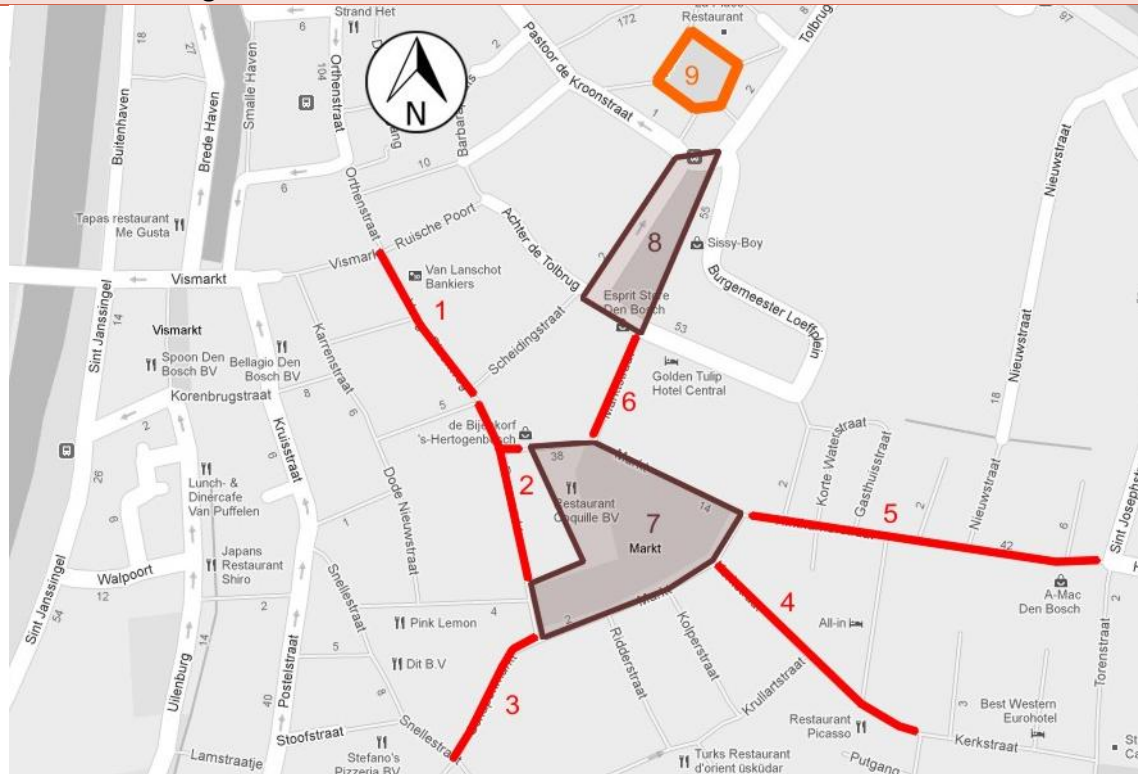 Strand Het
172
Restaurant
Tolbrug
8
97
18
27
Smalle Haven
Orthenstraat
104
2
Pastoor de Kroonstraat
9
2
1
N
Buitenhaven
Brede Haven
10
6
Orthenstraat
Ruische Poort
Achter de Tolbrug
Nieuwstraat
55
8
Sissy-Boy
Tapas restaurant
Me Gusta
Vismarkt
Van Lanschot
Bankiers
Vismarkt
1
Burgemeester Loeffplein
Esprit Store
Den Bosch
53
Sint Janssingel
14
Vismarkt
Karrenstraat
Scheidingstraat
Spoon Den
Bosch BV
Bellagio Den
Bosch BV
Golden Tulip
Hotel Central
6
Nieuwstraat
18
Korenbrugstraat
8
6
5
2
Kruisstraat
6
de Bijenkorf
's-Hertogenbosch
38
Markt
Korte Waterstraat
Gasthuisstraat
26
6
Lunch- &
Dinercafe
Van Puffelen
Dode Nieuwstraat
2
Restaurant
Coquille BV
14
2
5
2
Nieuwstraat
6
Sint Josephstraat
1
7
Markt
42
Walpoort
12
Japans
Restaurant
Shiro
Snellestraat
A-Mac
Den Bosch
2
4
2
Markt
4
54
Pink Lemon
Ridderstraat
Kolperstraat
All-in
2
Sint Janssingel
14
Uilenburg
Postelstraat
40
5
Dit B.V
8
3
Krullartstraat
Torenstraat
Stoofstraat
Snellestraat
Restaurant
Picasso
3
Best Western
Eurohotel
Kerkstraat
Lamstraatje
Stefano's
Pizzeria BV
Turks Restaurant
d'orient üsküdar
Putgang